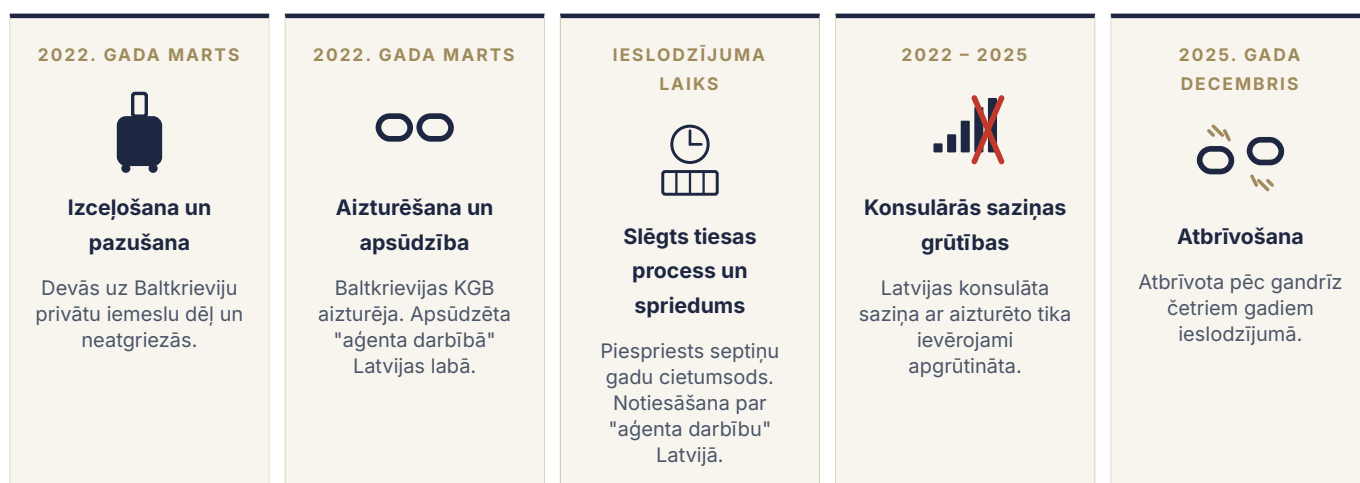 2022. GADA MARTS
Izceļošana un
pazušana
Devās uz Baltkrieviju
privātu iemeslu dēļ un
neatgriezās.
2022. GADA MARTS
Aizturēšana un
apsūdzība
Baltkrievijas KGB
aizturēja. Apsūdzēta
"aģenta darbībā"
Latvijas labā.
IESLODZĪJUMA
LAIKS
Slēgts tiesas
process un
spriedums
Piespriests septiņu
gadu cietumsods.
Notiesāšana par
"aģenta darbību"
Latvijā.
2022 – 2025
Konsulārās saziņas
grūtības
Latvijas konsulāta
saziņa ar aizturēto tika
ievērojami
apgrūtināta.
2025. GADA
DECEMBRIS
Atbrīvošana
Atbrīvota pēc gandrīz
četriem gadiem
ieslodzījumā.